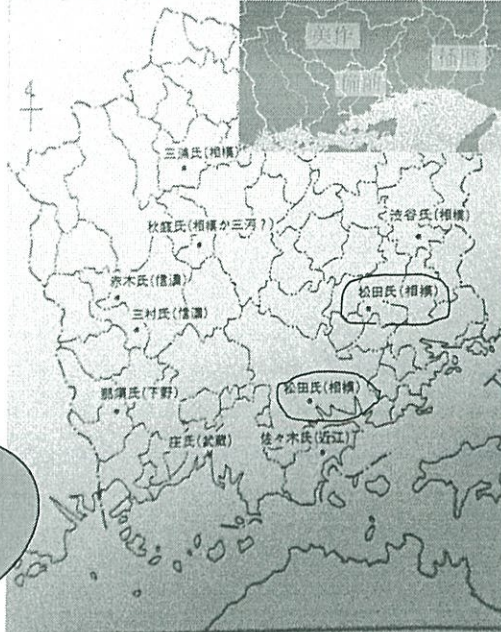 美作
播磨
備前
三浦氏(相模)
秋庭氏(相模か三河?)
渋谷氏(相模)
赤木氏(信濃)
松田氏(相模)
三村氏(信濃)
那須氏(下野)
松田氏(相模)
庄氏(武蔵)
佐々木氏(近江)